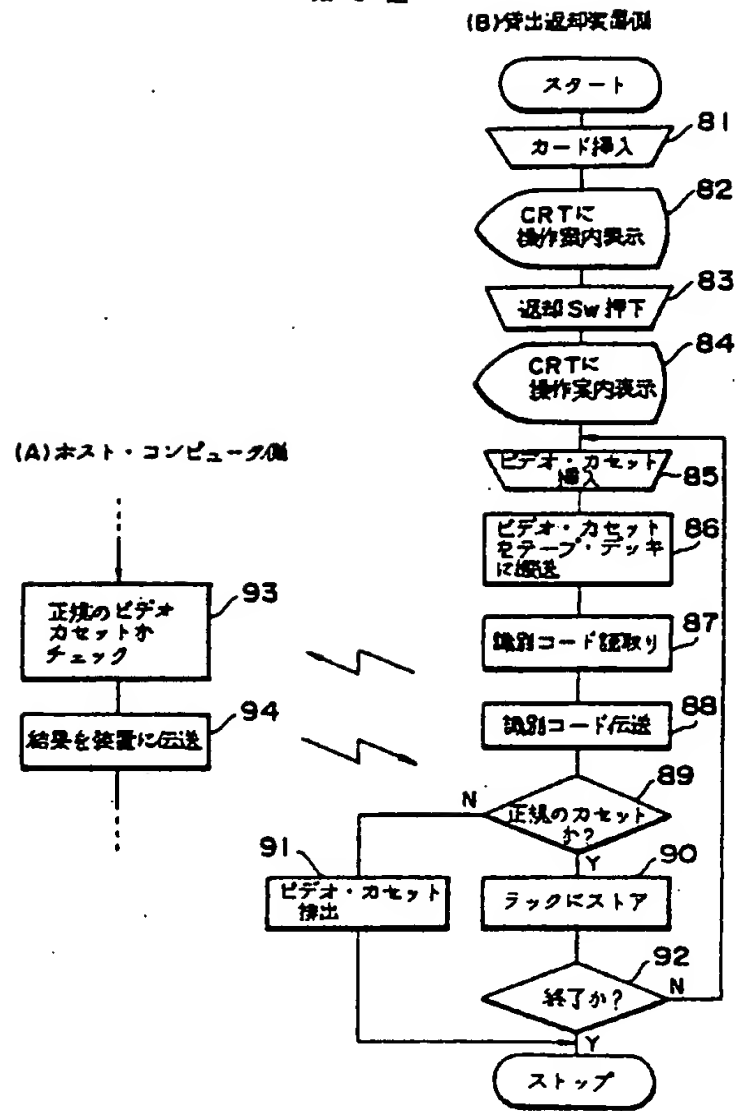 (B)貸出返却装置側
スタート
カード挿入
81
CRTに
操作案内表示
82
返却Sw押下
83
CRTに
操作案内表示
84
(A)ホスト・コンピュータ側
ビデオ・カセット
挿入
85
ビデオ・カセット
をテープ・デッキ
に搬送
86
正規のビデオ
カセットか
チェック
93
識別コード読取り
87
結果を装置に伝送
94
識別コード伝送
88
正規のカセット
か?
89
N
Y
91
ビデオ・カセット
排出
ラックにストア
90
終了か?
92
N
Y
ストップ